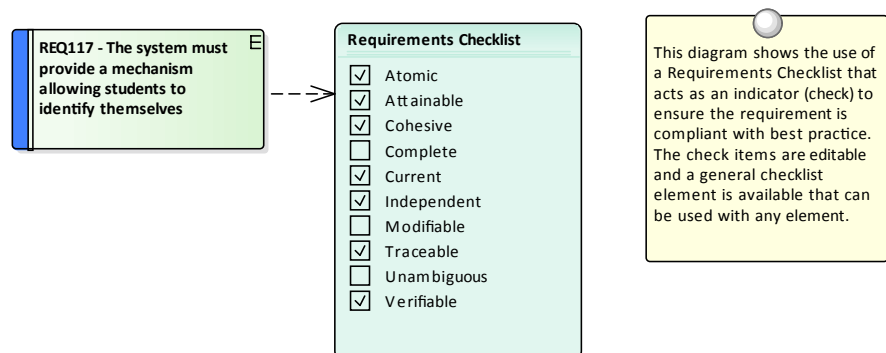 REQ117 - The system must
provide a mechanism
allowing students to
identify themselves
E
Requirements Checklist
Atomic
Attainable
Cohesive
Complete
Current
Independent
Modifiable
Traceable
Unambiguous
Verifiable
This diagram shows the use of
a Requirements Checklist that
acts as an indicator (check) to
ensure the requirement is
compliant with best practice.
The check items are editable
and a general checklist
element is available that can
be used with any element.